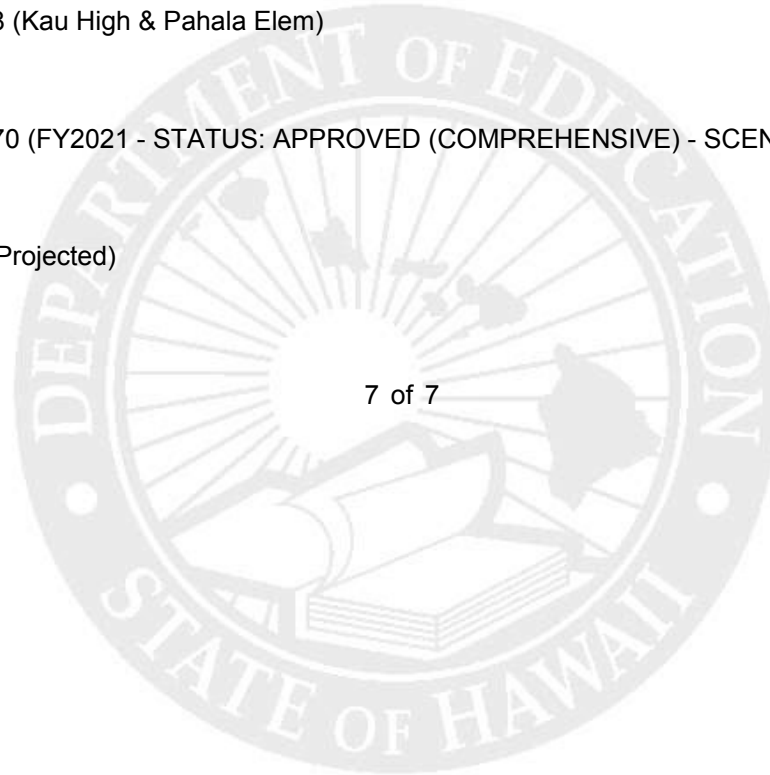 8 (Kau High & Pahala Elem)
70 (FY2021 - STATUS: APPROVED (COMPREHENSIVE) - SCEN
Projected)
7 of 7
DEPARTMENT OF EDUCATION
STATE OF HAWAII